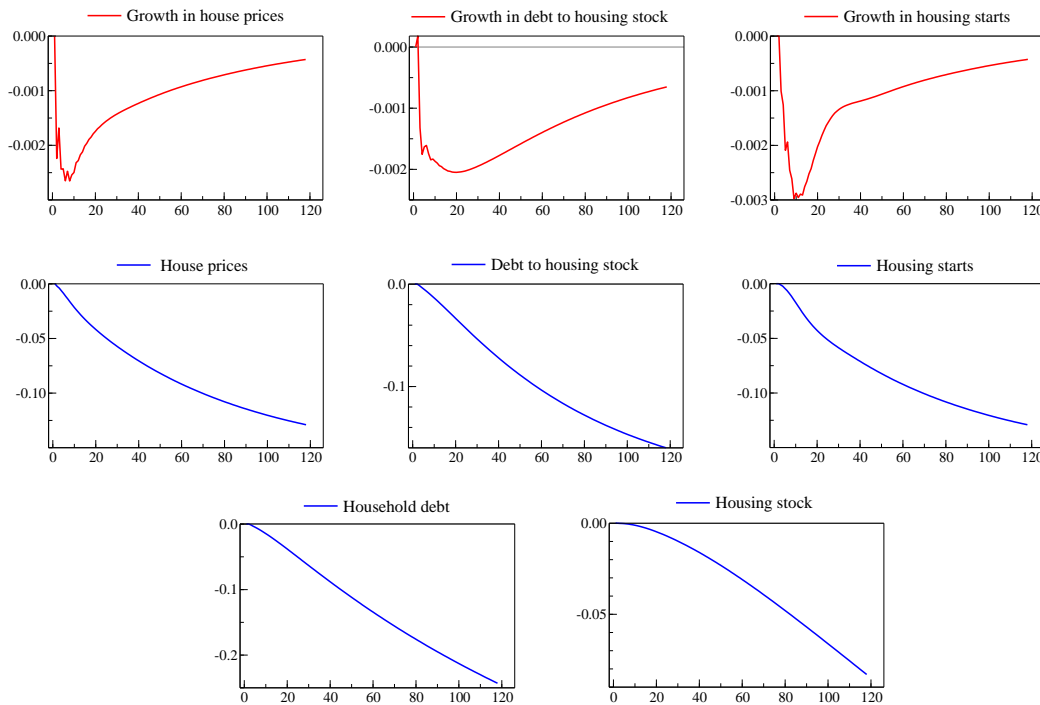 Growth in house prices
Growth in debt to housing stock
Growth in housing starts
0.000
-0.001
-0.002
0 20 40 60 80 100 120
0.000
-0.001
-0.002
0 20 40 60 80 100 120
0.000
-0.001
-0.002
-0.003
0 20 40 60 80 100 120
House prices
Debt to housing stock
Housing starts
0.00
-0.05
-0.10
0 20 40 60 80 100 120
0.0
-0.1
0 20 40 60 80 100 120
0.00
-0.05
-0.10
0 20 40 60 80 100 120
Household debt
Housing stock
0.0
-0.1
-0.2
0 20 40 60 80 100 120
0.00
-0.05
0 20 40 60 80 100 120